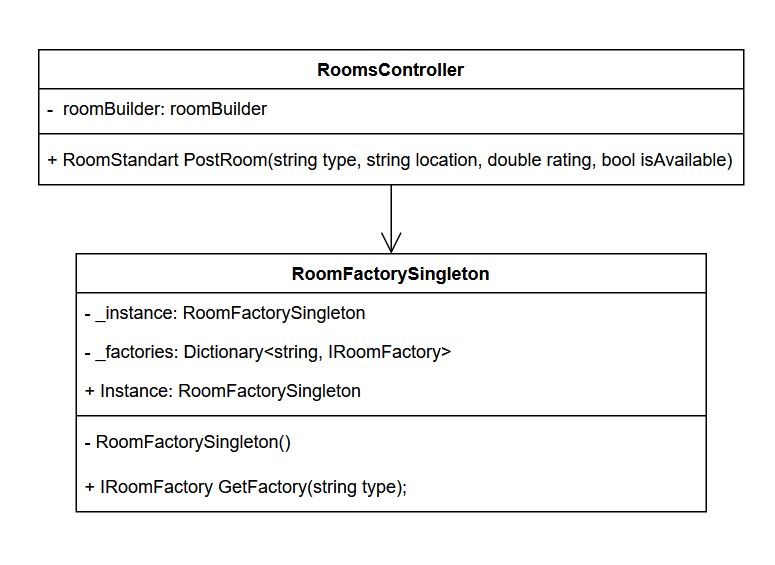 RoomsController
- roomBuilder: roomBuilder
+ RoomStandart PostRoom(string type, string location, double rating, bool isAvailable)
RoomFactorySingleton
- _instance: RoomFactorySingleton
- _factories: Dictionary<string, IRoomFactory>
+ Instance: RoomFactorySingleton
- RoomFactorySingleton()
+ IRoomFactory GetFactory(string type);